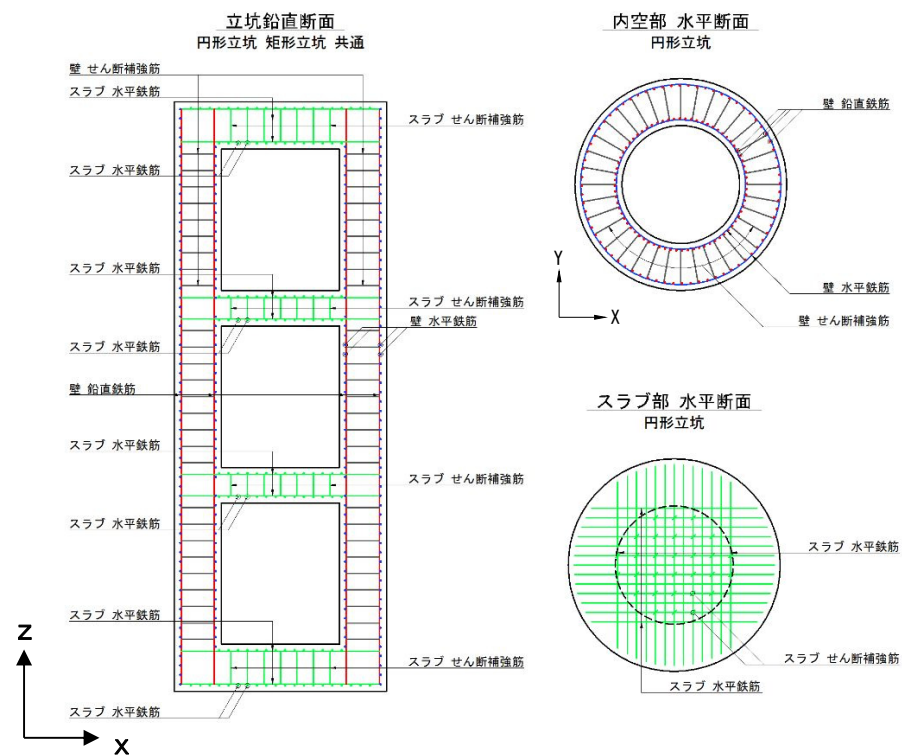 立坑鉛直断面
円形立坑 矩形立坑 共通
壁 せん断補強筋
スラブ 水平鉄筋
スラブ せん断補強筋
スラブ 水平鉄筋
スラブ 水平鉄筋
スラブ せん断補強筋
壁 水平鉄筋
スラブ 水平鉄筋
壁 鉛直鉄筋
スラブ 水平鉄筋
スラブ せん断補強筋
スラブ 水平鉄筋
スラブ 水平鉄筋
スラブ せん断補強筋
スラブ 水平鉄筋
Z
X
内空部 水平断面
円形立坑
壁 鉛直鉄筋
Y
X
壁 水平鉄筋
壁 せん断補強筋
スラブ部 水平断面
円形立坑
スラブ 水平鉄筋
スラブ せん断補強筋
スラブ 水平鉄筋